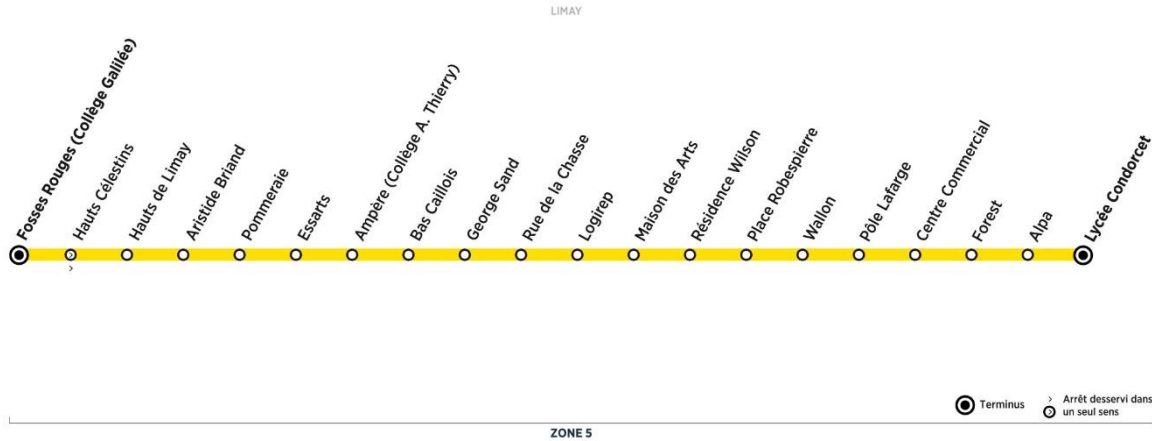 LIMAY
Fosses Rouges (Collège Galilée)
Hauts Célestins
Hauts de Limay
Aristide Briand
Pommeraie
Essarts
Ampère (Collège A. Thierry)
Bas Caillois
George Sand
Rue de la Chasse
Logirep
Maison des Arts
Résidence Wilson
Place Robespierre
Wallon
Pôle Lafarge
Centre Commercial
Forest
Alpa
Lycée Condorcet
Terminus
Arrêt desservi dans
un seul sens
ZONE 5